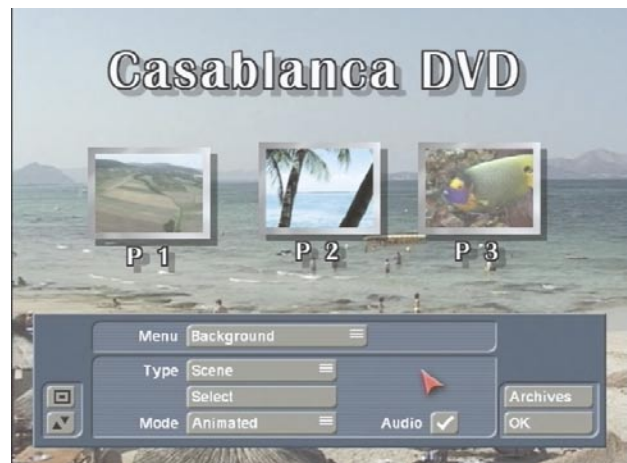 Casablanca DVD
P 1
P 2
P 3
Menu Background
Type Scene
Select
Mode Animated
Audio
Archives
OK